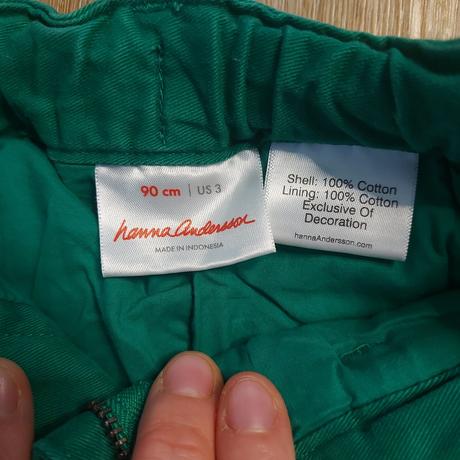 90 cm | US 3
hanna Andersson
MADE IN INDONESIA
Shell: 100% Cotton
Lining: 100% Cotton
Exclusive Of
Decoration
hannaAndersson.com